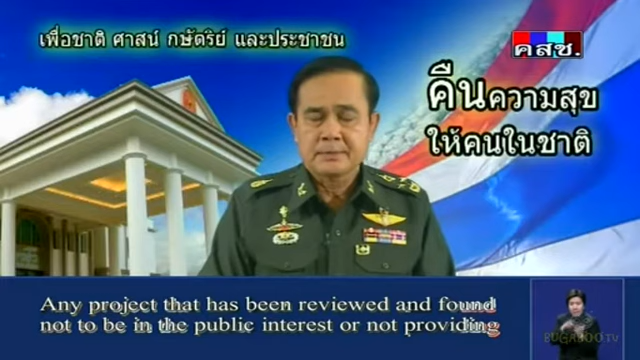 เพื่อชาติ ศาสน์ กษัตริย์ และประชาชน
คสช.
คืนความสุข
ให้คนในชาติ
Any project that has been reviewed and found
not to be in the public interest or not providing
BUGABOO.TV